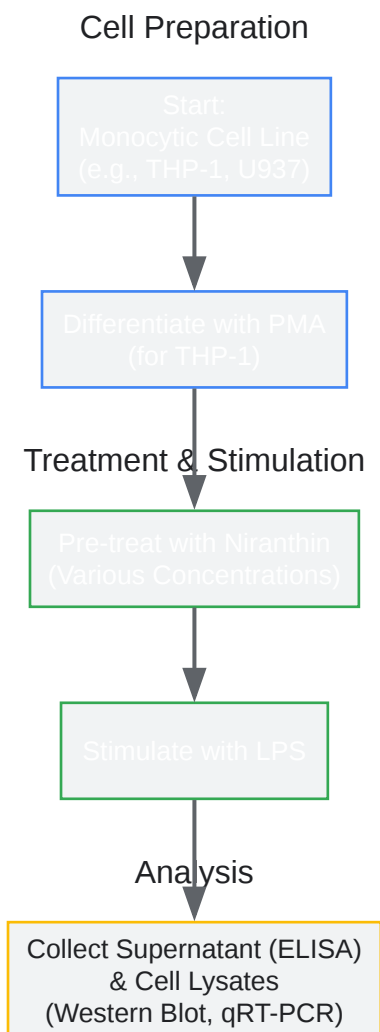 Cell Preparation
Start:
Monocytic Cell Line
(e.g., THP-1, U937)
Differentiate with PMA
(for THP-1)
Treatment & Stimulation
Pre-treat with Niranthin
(Various Concentrations)
Stimulate with LPS
Analysis
Collect Supernatant (ELISA)
& Cell Lysates
(Western Blot, qRT-PCR)